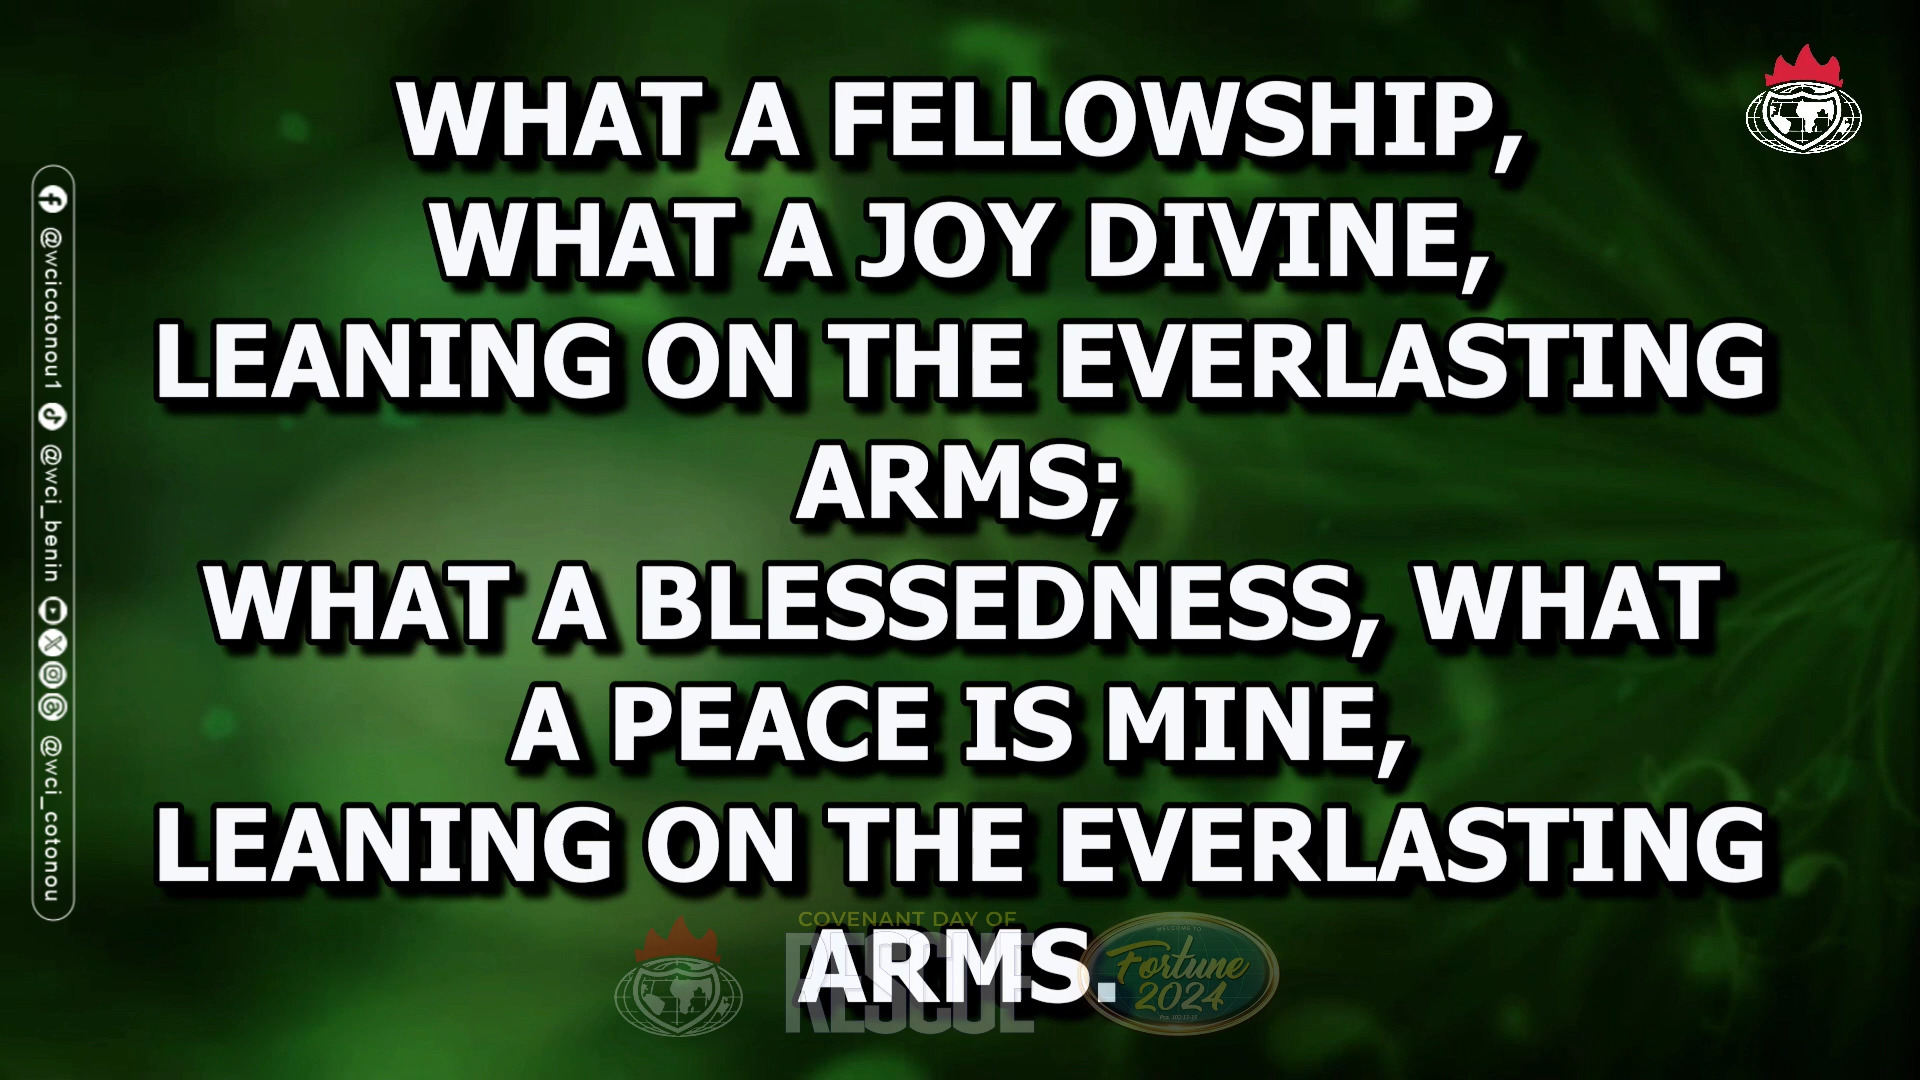 WHAT A FELLOWSHIP,
WHAT A JOY DIVINE,
LEANING ON THE EVERLASTING
ARMS;
WHAT A BLESSEDNESS, WHAT
A PEACE IS MINE,
LEANING ON THE EVERLASTING
ARMS.
@wcicotonou1 @wci_benin @wci_cotonou
COVENANT DAY OF
RESCUE
WELCOME TO
Fortune
2024